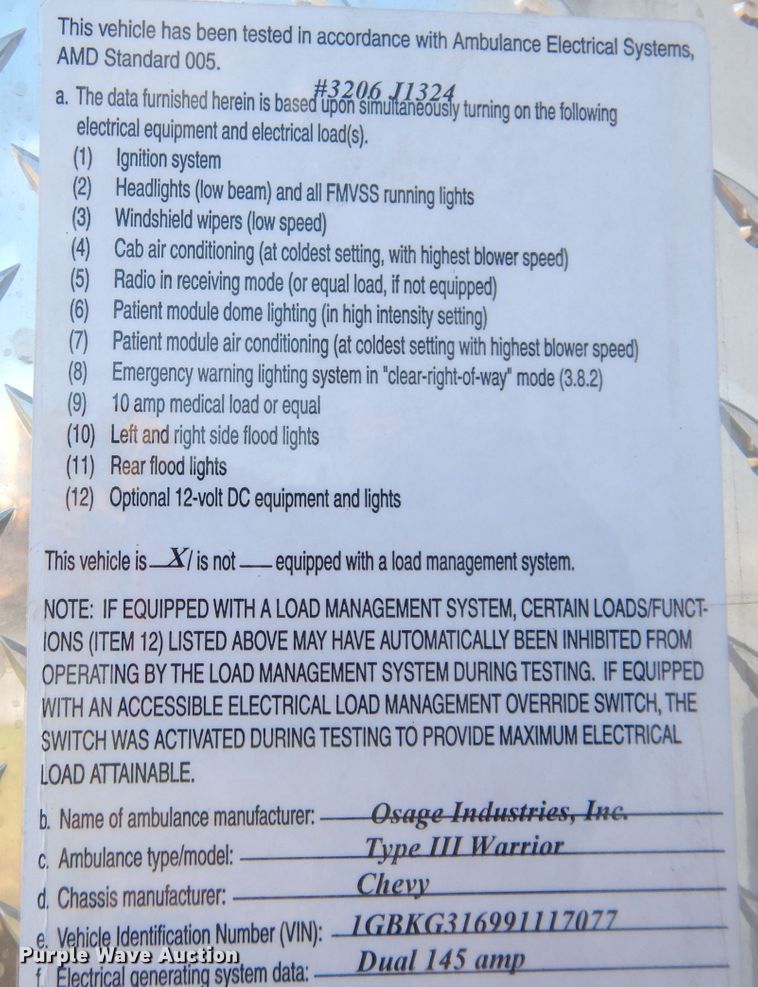 This vehicle has been tested in accordance with Ambulance Electrical Systems,
AMD Standard 005.
#3206 J1324
a. The data furnished herein is based upon simultaneously turning on the following
electrical equipment and electrical load(s).
(1) Ignition system
(2) Headlights (low beam) and all FMVSS running lights
(3) Windshield wipers (low speed)
(4) Cab air conditioning (at coldest setting, with highest blower speed)
(5) Radio in receiving mode (or equal load, if not equipped)
(6) Patient module dome lighting (in high intensity setting)
(7) Patient module air conditioning (at coldest setting with highest blower speed)
(8) Emergency warning lighting system in "clear-right-of-way" mode (3.8.2)
(9) 10 amp medical load or equal
(10) Left and right side flood lights
(11) Rear flood lights
(12) Optional 12-volt DC equipment and lights
This vehicle is X / is not ___ equipped with a load management system.
NOTE: IF EQUIPPED WITH A LOAD MANAGEMENT SYSTEM, CERTAIN LOADS/FUNCT-
IONS (ITEM 12) LISTED ABOVE MAY HAVE AUTOMATICALLY BEEN INHIBITED FROM
OPERATING BY THE LOAD MANAGEMENT SYSTEM DURING TESTING. IF EQUIPPED
WITH AN ACCESSIBLE ELECTRICAL LOAD MANAGEMENT OVERRIDE SWITCH, THE
SWITCH WAS ACTIVATED DURING TESTING TO PROVIDE MAXIMUM ELECTRICAL
LOAD ATTAINABLE.
b. Name of ambulance manufacturer: Osage Industries, Inc.
c. Ambulance type/model: Type III Warrior
d. Chassis manufacturer: Chevy
e. Vehicle Identification Number (VIN): 1GBKG316991117077
f. Electrical generating system data: Dual 145 amp
Purple Wave Auction